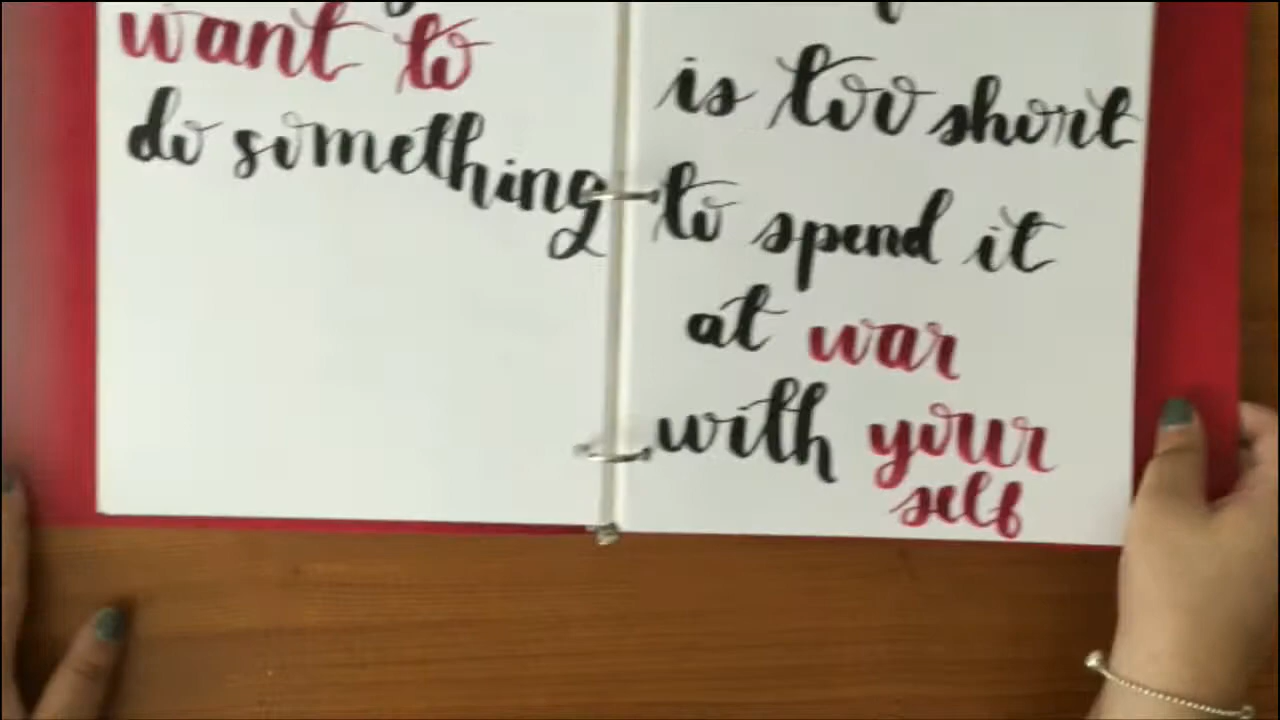 want to
do something
is too short
to spend it
at war
with your
self